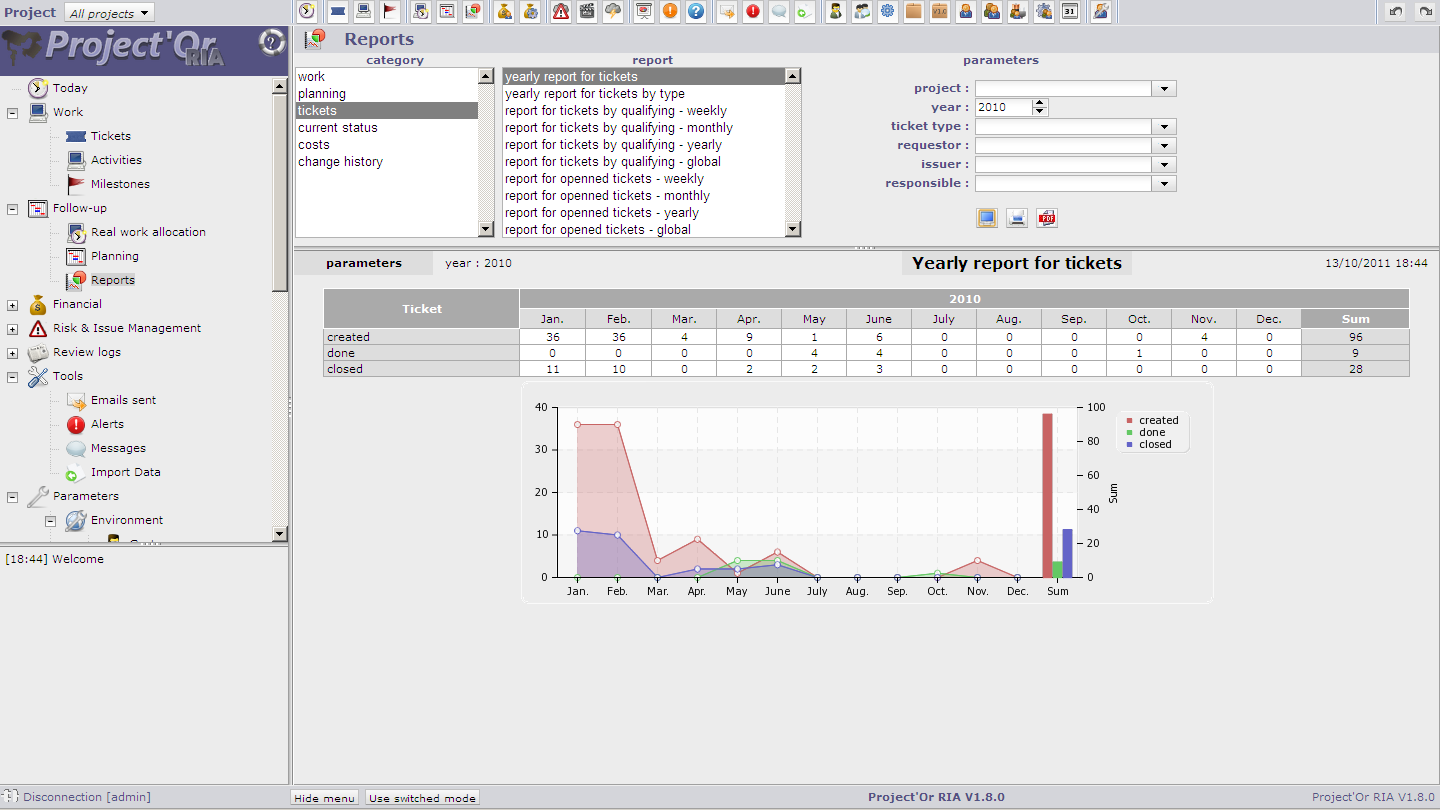 Project All projects
Project'Or
RIA
Today
Work
Tickets
Activities
Milestones
Follow-up
Real work allocation
Planning
Reports
Financial
Risk & Issue Management
Review logs
Tools
Emails sent
Alerts
Messages
Import Data
Parameters
Environment
[18:44] Welcome
Disconnection [admin]
V1.0
31
Reports
category
work
planning
tickets
current status
costs
change history
report
yearly report for tickets
yearly report for tickets by type
report for tickets by qualifying - weekly
report for tickets by qualifying - monthly
report for tickets by qualifying - yearly
report for tickets by qualifying - global
report for openned tickets - weekly
report for openned tickets - monthly
report for openned tickets - yearly
report for opened tickets - global
parameters
project :
year : 2010
ticket type :
requestor :
issuer :
responsible :
PDF
parameters year : 2010 Yearly report for tickets 13/10/2011 18:44
Ticket 2010
Jan. Feb. Mar. Apr. May June July Aug. Sep. Oct. Nov. Dec. Sum
created 36 36 4 9 1 6 0 0 0 0 4 0 96
done 0 0 0 0 4 4 0 0 0 1 0 0 9
closed 11 10 0 2 2 3 0 0 0 0 0 0 28
40
30
20
10
0
Jan. Feb. Mar. Apr. May June July Aug. Sep. Oct. Nov. Dec. Sum
100
80
60
40
20
0
Sum
created
done
closed
Hide menu Use switched mode Project'Or RIA V1.8.0 Project'Or RIA V1.8.0